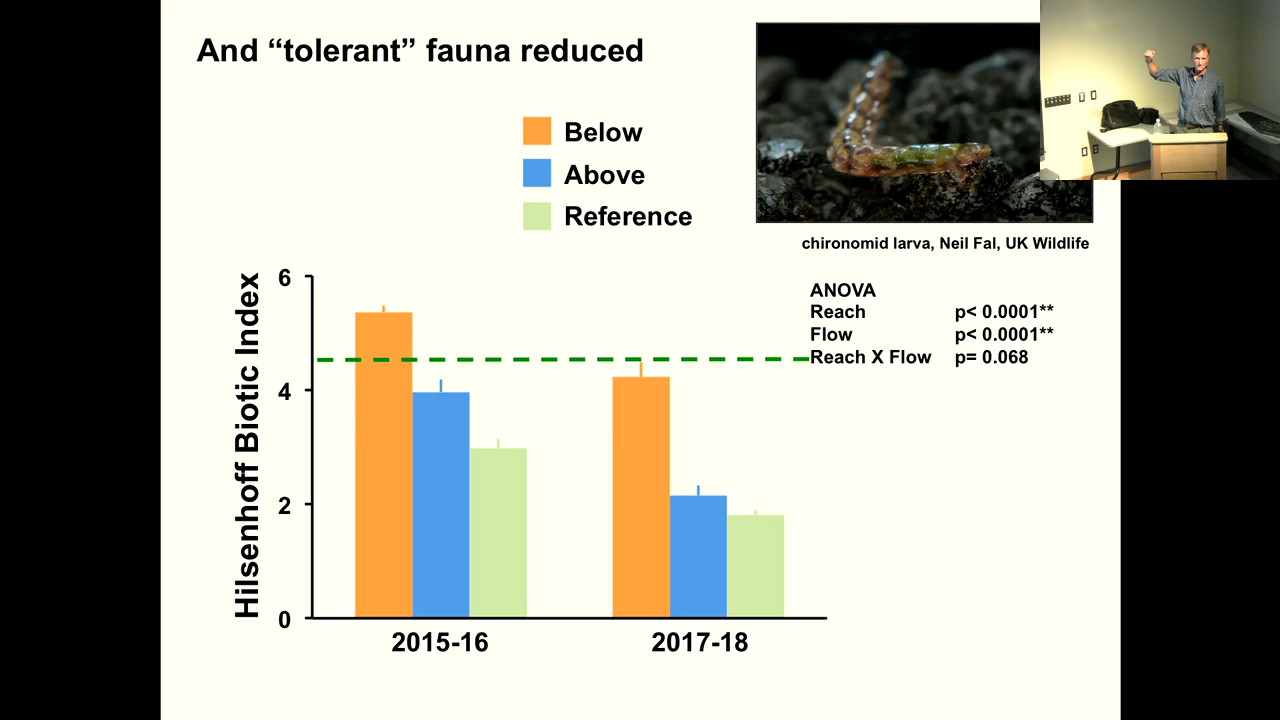 And “tolerant” fauna reduced
Below
Above
Reference
chironomid larva, Neil Fal, UK Wildlife
ANOVA
Reach p< 0.0001**
Flow p< 0.0001**
Reach X Flow p= 0.068
Hilsenhoff Biotic Index
6
4
2
0
2015-16
2017-18